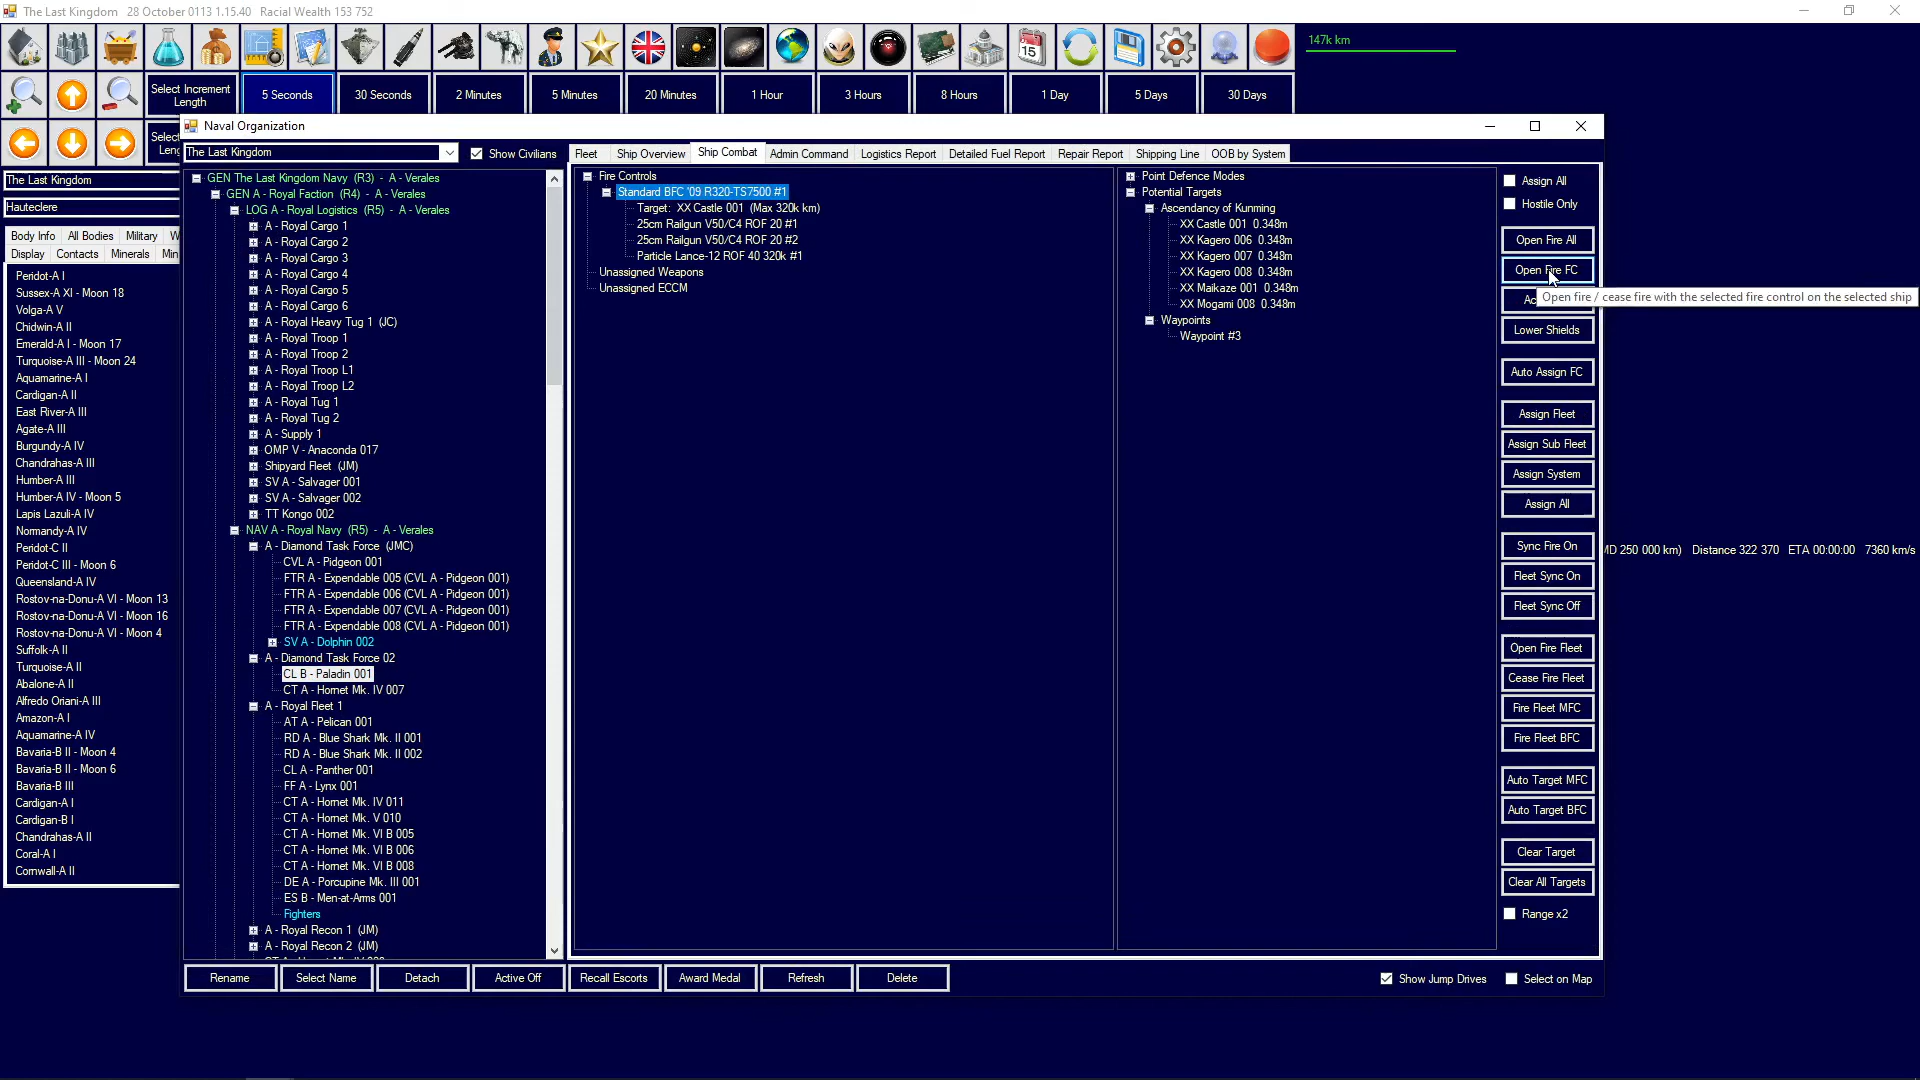 The Last Kingdom   28 October 0113 1.15.40   Racial Wealth 153 752
147k km
Select Increment Length
5 Seconds
30 Seconds
2 Minutes
5 Minutes
20 Minutes
1 Hour
3 Hours
8 Hours
1 Day
5 Days
30 Days
Naval Organization
The Last Kingdom
Hauteclere
Body Info
All Bodies
Military
Display
Contacts
Minerals
Peridot-A I
Sussex-A XI - Moon 18
Volga-A V
Chidwin-A II
Emerald-A I - Moon 17
Turquoise-A III - Moon 24
Aquamarine-A I
Cardigan-A II
East River-A III
Agate-A III
Burgundy-A IV
Chandrahas-A III
Humber-A III
Humber-A IV - Moon 5
Lapis Lazuli-A IV
Normandy-A IV
Peridot-C II
Peridot-C III - Moon 6
Queensland-A IV
Rostov-na-Donu-A VI - Moon 13
Rostov-na-Donu-A VI - Moon 16
Rostov-na-Donu-A VI - Moon 4
Suffolk-A II
Turquoise-A II
Abalone-A II
Alfredo Oriani-A III
Amazon-A I
Aquamarine-A IV
Bavaria-B II - Moon 4
Bavaria-B II - Moon 6
Bavaria-B III
Cardigan-A I
Cardigan-B I
Chandrahas-A II
Coral-A I
Cornwall-A II
The Last Kingdom
Show Civilians
GEN The Last Kingdom Navy (R3) - A - Verales
GEN A - Royal Faction (R4) - A - Verales
LOG A - Royal Logistics (R5) - A - Verales
A - Royal Cargo 1
A - Royal Cargo 2
A - Royal Cargo 3
A - Royal Cargo 4
A - Royal Cargo 5
A - Royal Cargo 6
A - Royal Heavy Tug 1 (JC)
A - Royal Troop 1
A - Royal Troop 2
A - Royal Troop L1
A - Royal Troop L2
A - Royal Tug 1
A - Royal Tug 2
A - Supply 1
OMP V - Anaconda 017
Shipyard Fleet (JM)
SV A - Salvager 001
SV A - Salvager 002
TT Kongo 002
NAV A - Royal Navy (R5) - A - Verales
A - Diamond Task Force (JMC)
CVL A - Pidgeon 001
FTR A - Expendable 005 (CVL A - Pidgeon 001)
FTR A - Expendable 006 (CVL A - Pidgeon 001)
FTR A - Expendable 007 (CVL A - Pidgeon 001)
FTR A - Expendable 008 (CVL A - Pidgeon 001)
SV A - Dolphin 002
A - Diamond Task Force 02
CL B - Paladin 001
CT A - Hornet Mk. IV 007
A - Royal Fleet 1
AT A - Pelican 001
RD A - Blue Shark Mk. II 001
RD A - Blue Shark Mk. II 002
CL A - Panther 001
FF A - Lynx 001
CT A - Hornet Mk. IV 011
CT A - Hornet Mk. V 010
CT A - Hornet Mk. VI B 005
CT A - Hornet Mk. VI B 006
CT A - Hornet Mk. VI B 008
DE A - Porcupine Mk. III 001
ES B - Men-at-Arms 001
Fighters
A - Royal Recon 1 (JM)
A - Royal Recon 2 (JM)
Fleet
Ship Overview
Ship Combat
Admin Command
Logistics Report
Detailed Fuel Report
Repair Report
Shipping Line
OOB by System
Fire Controls
Standard BFC '09 R320-TS7500 #1
Target: XX Castle 001 (Max 320k km)
25cm Railgun V50/C4 ROF 20 #1
25cm Railgun V50/C4 ROF 20 #2
Particle Lance-12 ROF 40 320k #1
Unassigned Weapons
Unassigned ECCM
Point Defence Modes
Potential Targets
Ascendancy of Kunming
XX Castle 001 0.348m
XX Kagero 006 0.348m
XX Kagero 007 0.348m
XX Kagero 008 0.348m
XX Maikaze 001 0.348m
XX Mogami 008 0.348m
Waypoints
Waypoint #3
Assign All
Hostile Only
Open Fire All
Open Fire FC
Open fire / cease fire with the selected fire control on the selected ship
Lower Shields
Auto Assign FC
Assign Fleet
Assign Sub Fleet
Assign System
Assign All
Sync Fire On
Fleet Sync On
Fleet Sync Off
Open Fire Fleet
Cease Fire Fleet
Fire Fleet MFC
Fire Fleet BFC
Auto Target MFC
Auto Target BFC
Clear Target
Clear All Targets
Range x2
250 000 km) Distance 322 370 ETA 00:00:00 7360 km/s
Rename
Select Name
Detach
Active Off
Recall Escorts
Award Medal
Refresh
Delete
Show Jump Drives
Select on Map